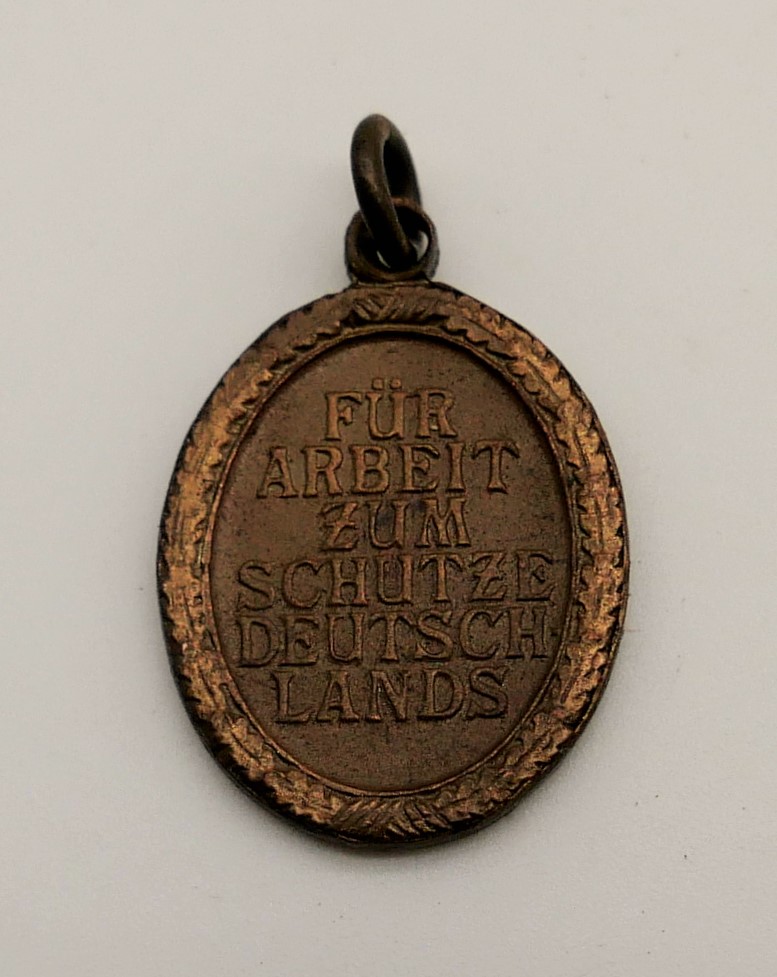 FÜR
ARBEIT
ZUM
SCHUTZE
DEUTSCH-
LANDS